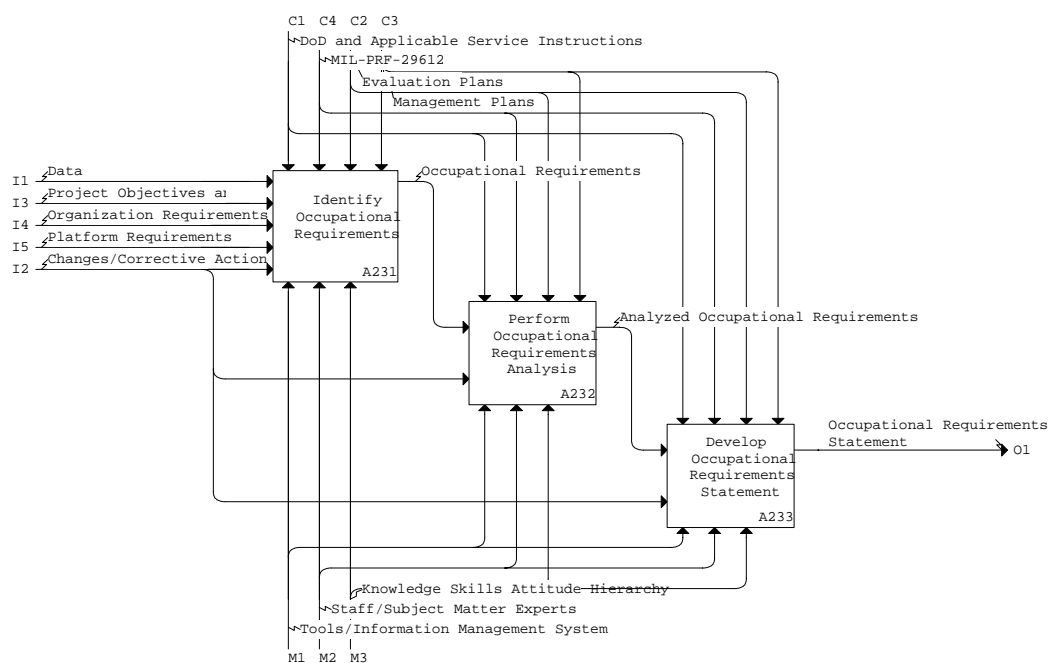 C1 C4 C2 C3
DoD and Applicable Service Instructions
MIL-PRF-29612
Evaluation Plans
Management Plans
I1 Data
I3 Project Objectives a
I4 Organization Requirements
I5 Platform Requirements
I2 Changes/Corrective Action
Identify
Occupational
Requirements
A231
Occupational Requirements
Perform
Occupational
Requirements
Analysis
A232
Analyzed Occupational Requirements
Develop
Occupational
Requirements
Statement
A233
Occupational Requirements
Statement
O1
Knowledge Skills Attitude Hierarchy
Staff/Subject Matter Experts
Tools/Information Management System
M1 M2 M3